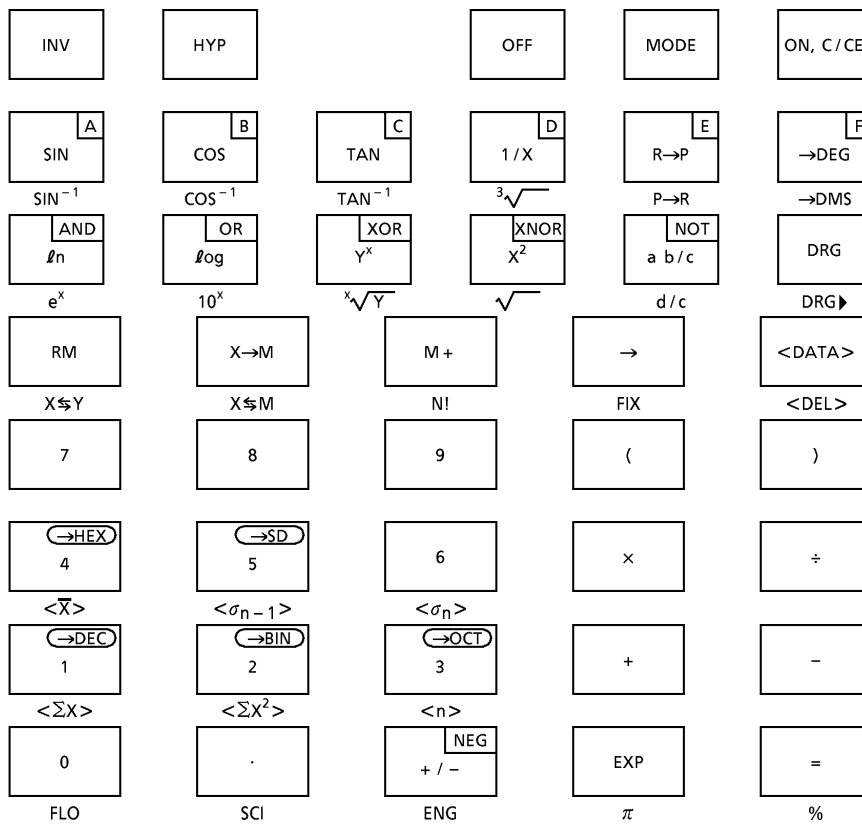 INV HYP OFF MODE ON, C/CE
A B C D E F
SIN COS TAN 1/X R→P →DEG
SIN⁻¹ COS⁻¹ TAN⁻¹ ³√ P→R →DMS
AND OR XOR XNOR NOT
ℓn ℓog Yˣ X² a b/c DRG
eˣ 10ˣ ˣ√Y √ d/c DRG▶
RM X→M M+ → <DATA>
X⇆Y X⇆M N! FIX <DEL>
7 8 9 ( )
→HEX →SD
4 5 6 × ÷
<X̅> <σn−1> <σn>
→DEC →BIN →OCT
1 2 3 + −
<ΣX> <ΣX²> <n>
NEG
0 . +/− EXP =
FLO SCI ENG π %